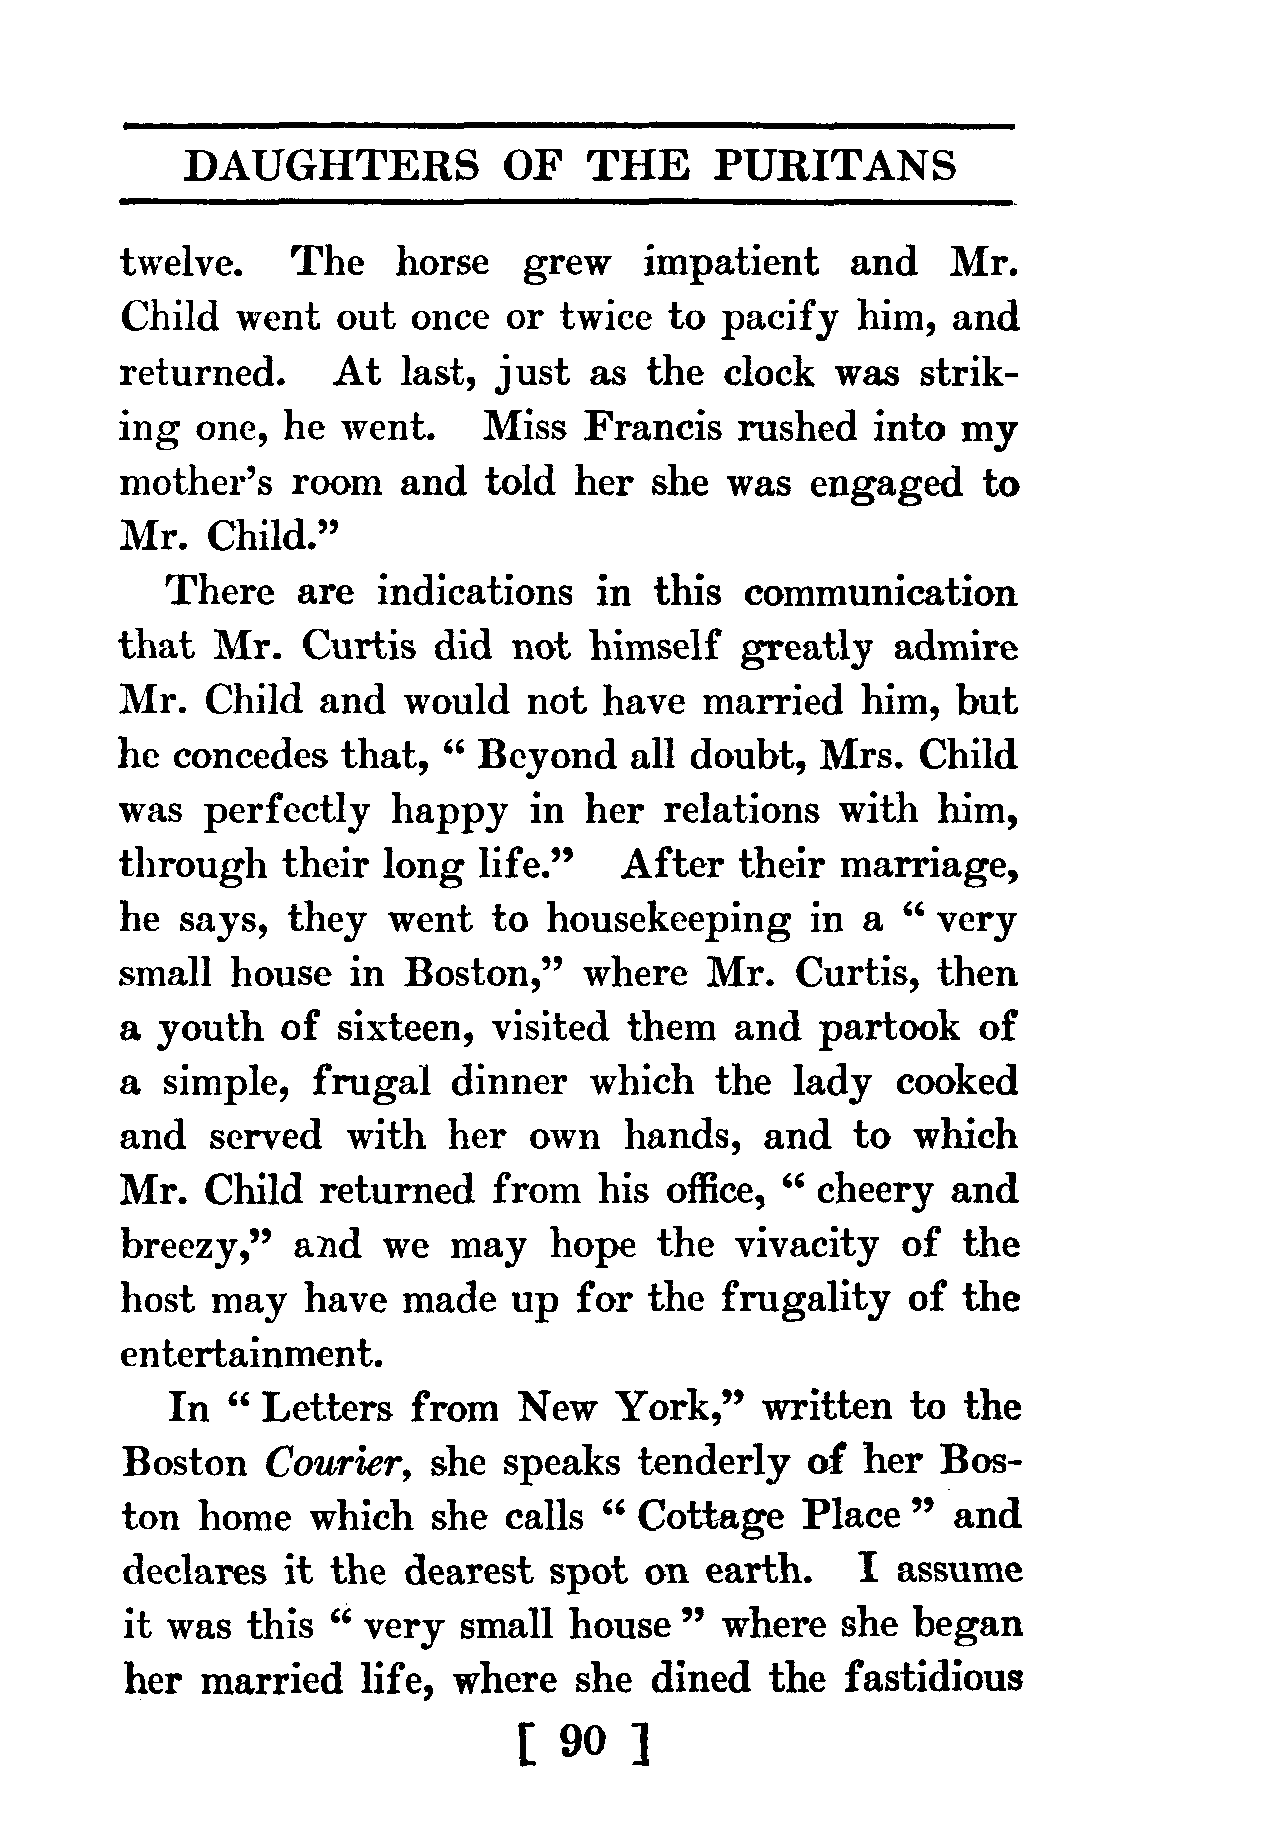 DAUGHTERS OF THE PURITANS
twelve. The horse grew impatient and Mr.
Child went out once or twice to pacify him, and
returned. At last, just as the clock was strik-
ing one, he went. Miss Francis rushed into my
mother's room and told her she was engaged to
Mr. Child."
There are indications in this communication
that Mr. Curtis did not himself greatly admire
Mr. Child and would not have married him, but
he concedes that, " Beyond all doubt, Mrs. Child
was perfectly happy in her relations with him,
through their long life." After their marriage,
he says, they went to housekeeping in a " very
small house in Boston," where Mr. Curtis, then
a youth of sixteen, visited them and partook of
a simple, frugal dinner which the lady cooked
and served with her own hands, and to which
Mr. Child returned from his office, " cheery and
breezy," and we may hope the vivacity of the
host may have made up for the frugality of the
entertainment.
In " Letters from New York," written to the
Boston Courier, she speaks tenderly of her Bos-
ton home which she calls " Cottage Place " and
declares it the dearest spot on earth. I assume
it was this " very small house " where she began
her married life, where she dined the fastidious
[ 90 ]